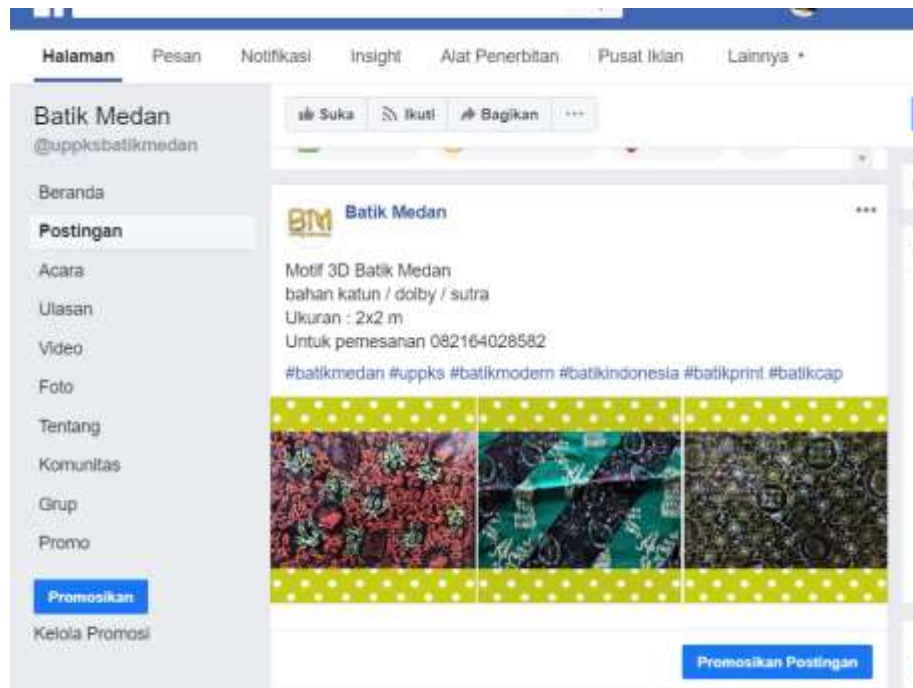 Halaman Pesan Notifikasi Insight Alat Penerbitan Pusat Iklan Lainnya
Batik Medan
@uppksbatikmedan
Beranda
Postingan
Acara
Ulasan
Video
Foto
Tentang
Komunitas
Grup
Promo
Promosikan
Kelola Promosi
Suka Ikuti Bagikan ...
BM Batik Medan
...
Motif 3D Batik Medan
bahan katun / dolby / sutra
Ukuran : 2x2 m
Untuk pemesanan 082164028582
#batikmedan #uppks #batikmodern #batikindonesia #batikprint #batikcap
Promosikan Postingan